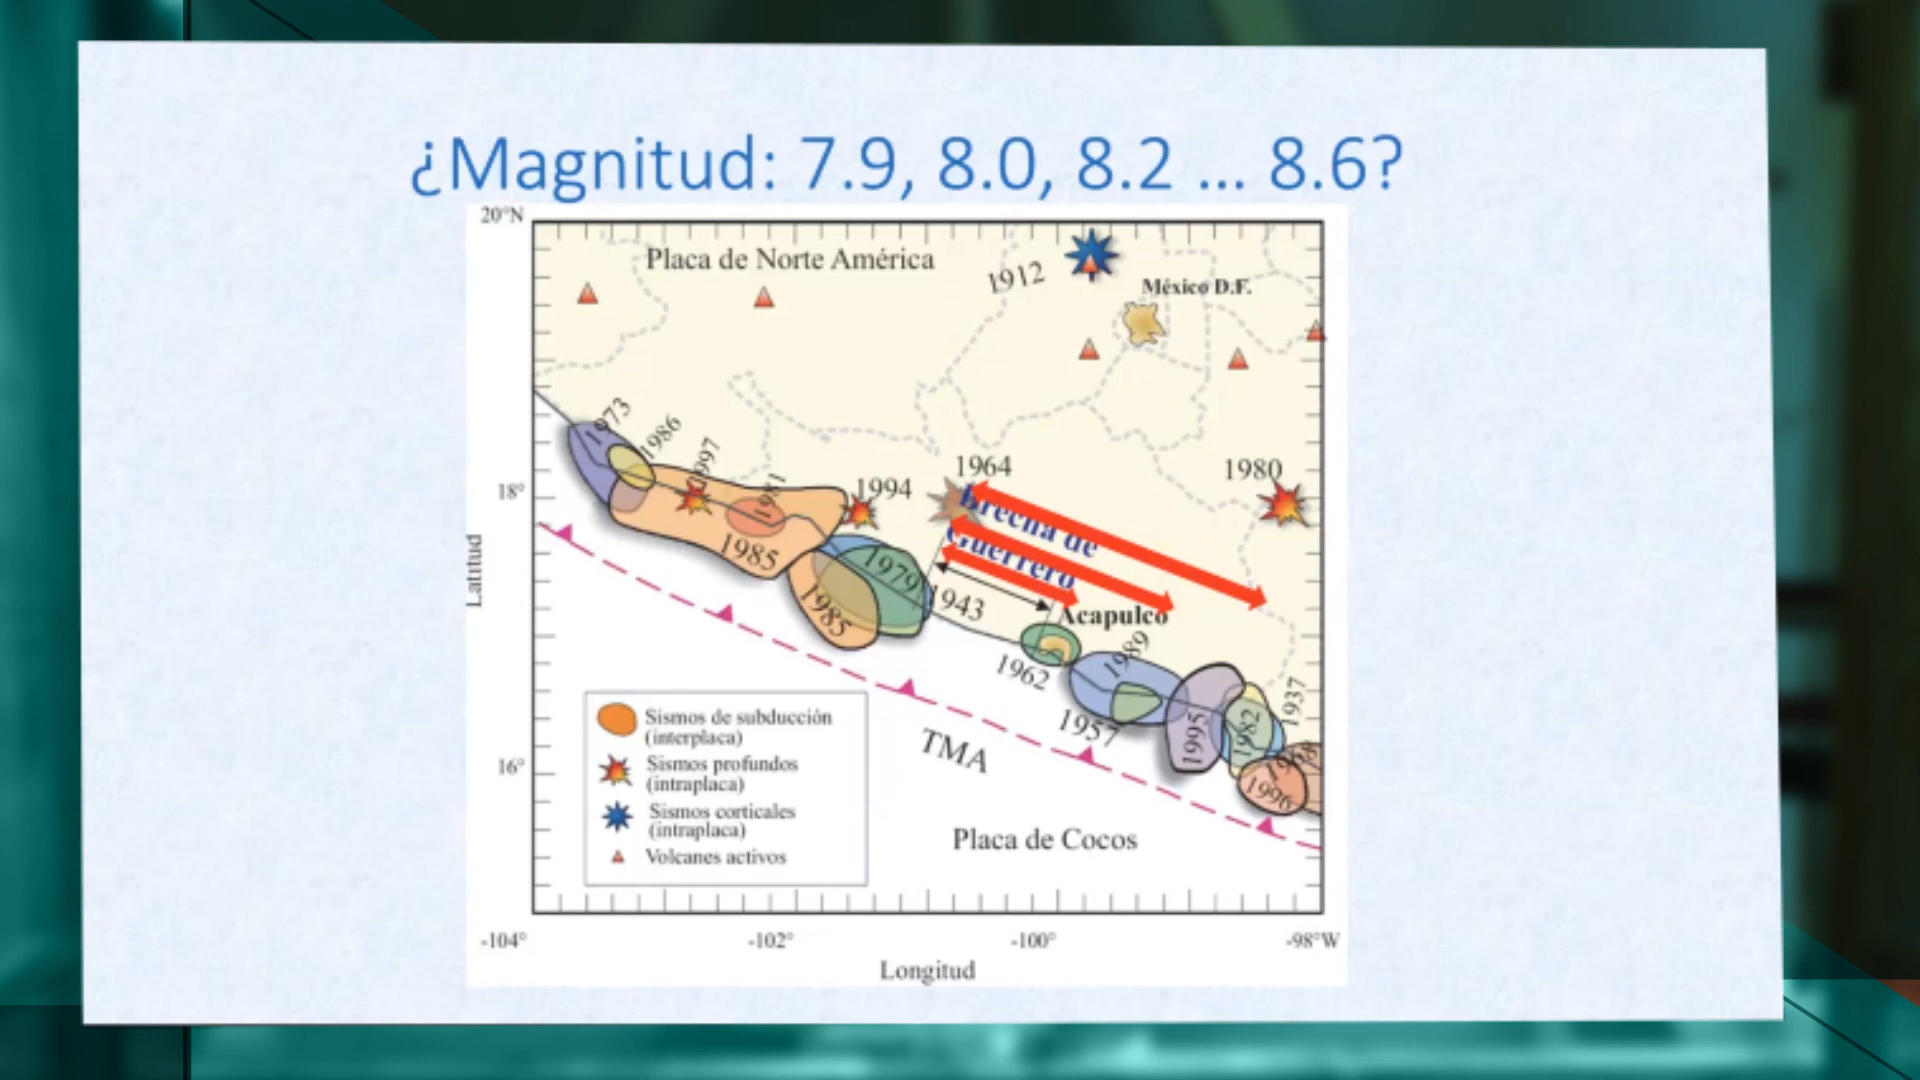 ¿Magnitud: 7.9, 8.0, 8.2 ... 8.6?
20°N
Placa de Norte América
1912
México D.F.
1973
1986
1997
1981
1994
1964
1980
18°
Brecha de
Guerrero
1985
1979
1985
1943
Acapulco
Latitud
1962
1989
1957
1995
1982
1937
1996
TMA
16°
Sismos de subducción
(interplaca)
Sismos profundos
(intraplaca)
Sismos corticales
(intraplaca)
Volcanes activos
Placa de Cocos
-104°
-102°
-100°
-98°W
Longitud